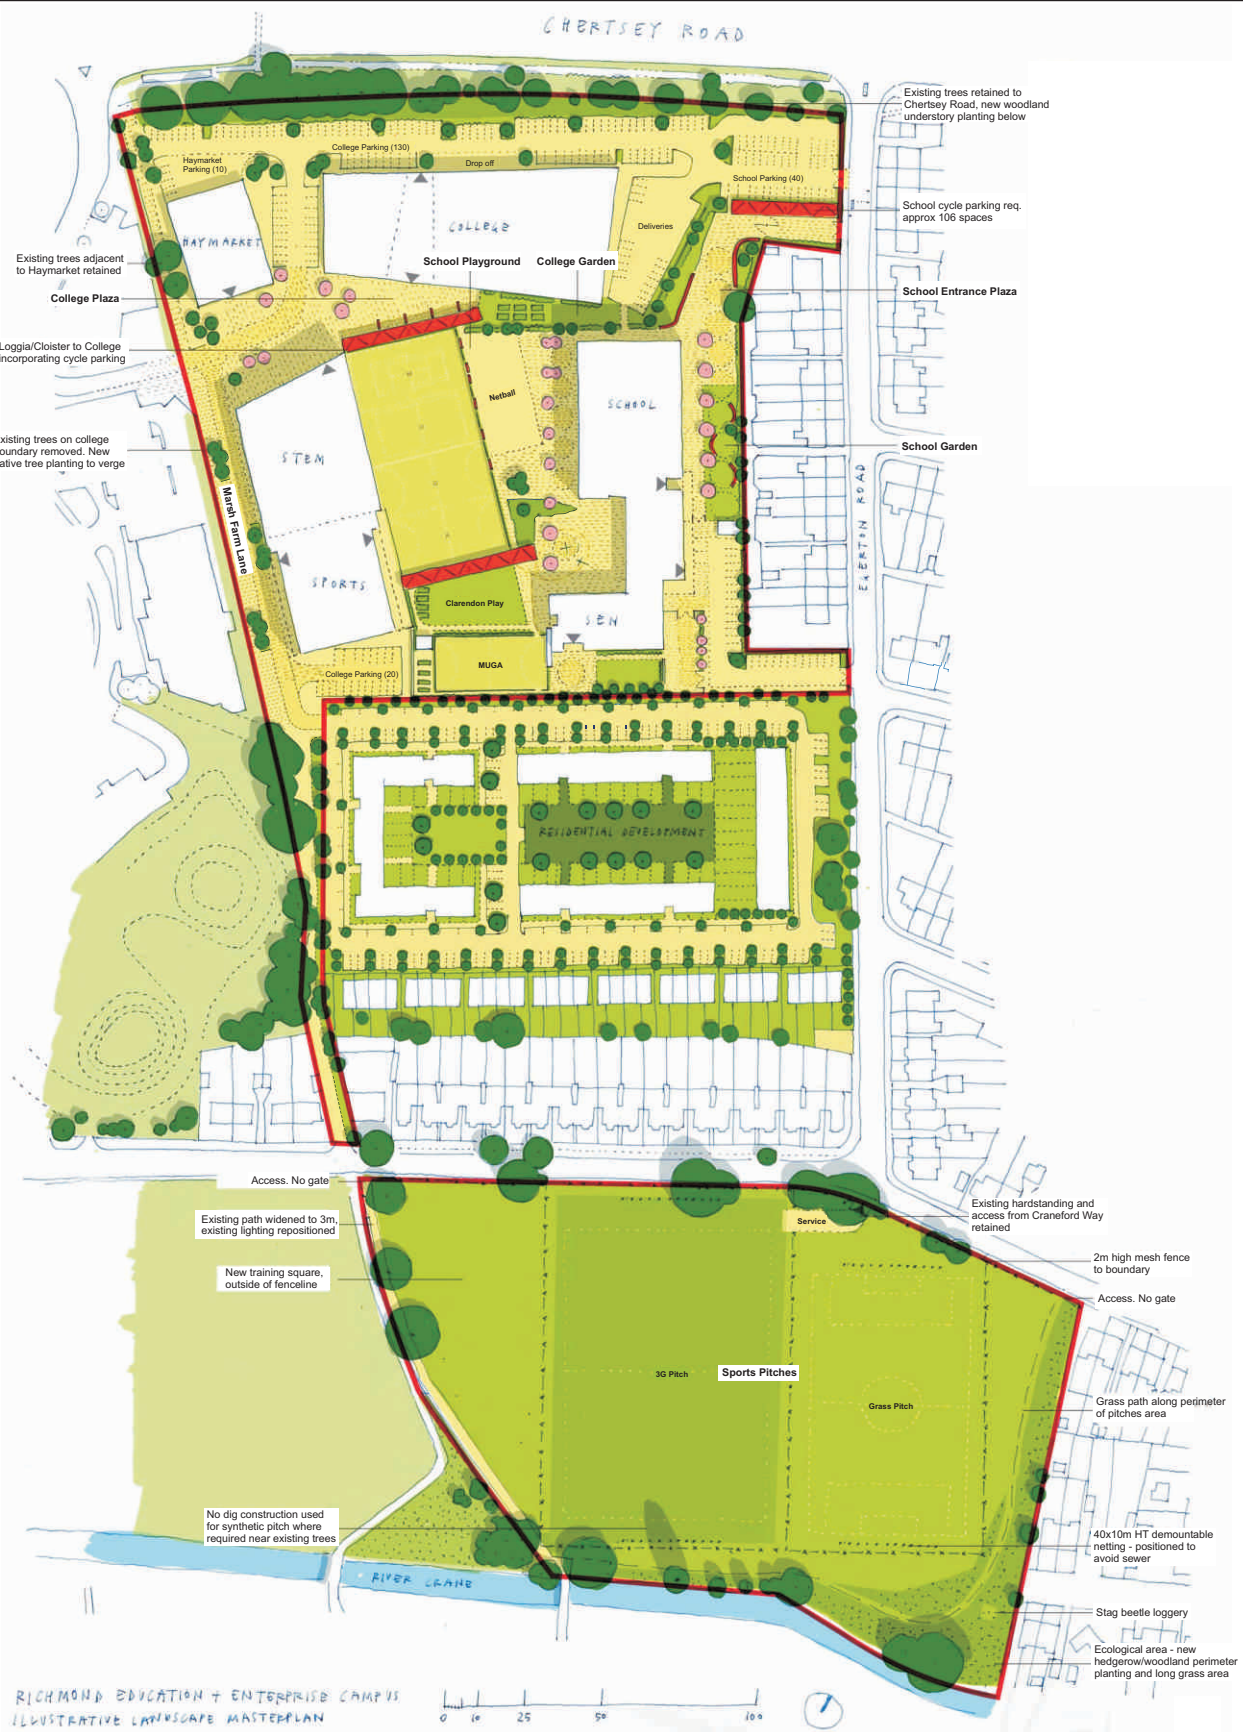 CHERTSEY ROAD
Existing trees retained to
Chertsey Road, new woodland
understory planting below
College Parking (130)
Haymarket
Parking (10)
Drop off
School Parking (40)
School cycle parking req.
approx 106 spaces
Deliveries
COLLEGE
HAYMARKET
Existing trees adjacent
to Haymarket retained
School Playground
College Garden
College Plaza
School Entrance Plaza
Loggia/Cloister to College
incorporating cycle parking
Netball
SCHOOL
xisting trees on college
oundary removed. New
ative tree planting to verge
School Garden
STEM
Marsh Farm Lane
EGERTON ROAD
SPORTS
Clarendon Play
SEN
MUGA
College Parking (20)
RESIDENTIAL DEVELOPMENT
Access. No gate
Existing path widened to 3m,
existing lighting repositioned
Service
Existing hardstanding and
access from Craneford Way
retained
New training square,
outside of fenceline
2m high mesh fence
to boundary
Access. No gate
3G Pitch
Sports Pitches
Grass Pitch
Grass path along perimeter
of pitches area
No dig construction used
for synthetic pitch where
required near existing trees
40x10m HT demountable
netting - positioned to
avoid sewer
RIVER CRANE
Stag beetle loggery
Ecological area - new
hedgerow/woodland perimeter
planting and long grass area
RICHMOND EDUCATION + ENTERPRISE CAMPUS
ILLUSTRATIVE LANDSCAPE MASTERPLAN
0 10 25 50 100